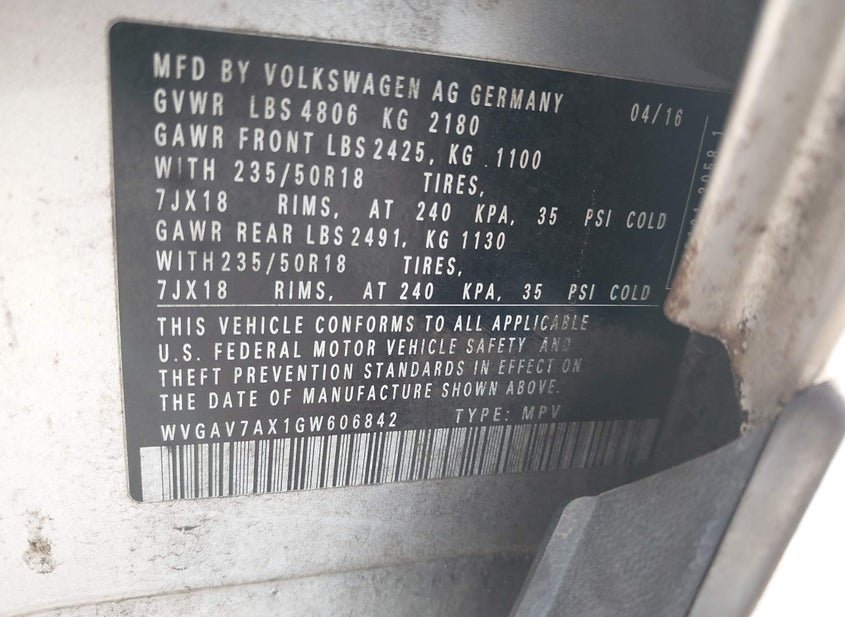 MFD BY VOLKSWAGEN AG GERMANY 04/16
GVWR LBS 4806 KG 2180
GAWR FRONT LBS 2425, KG 1100
WITH 235/50R18 TIRES,
7JX18 RIMS, AT 240 KPA, 35 PSI COLD
GAWR REAR LBS 2491, KG 1130
WITH 235/50R18 TIRES,
7JX18 RIMS, AT 240 KPA, 35 PSI COLD
THIS VEHICLE CONFORMS TO ALL APPLICABLE
U.S. FEDERAL MOTOR VEHICLE SAFETY AND
THEFT PREVENTION STANDARDS IN EFFECT ON
THE DATE OF MANUFACTURE SHOWN ABOVE.
WVGAV7AX1GW606842 TYPE: MPV